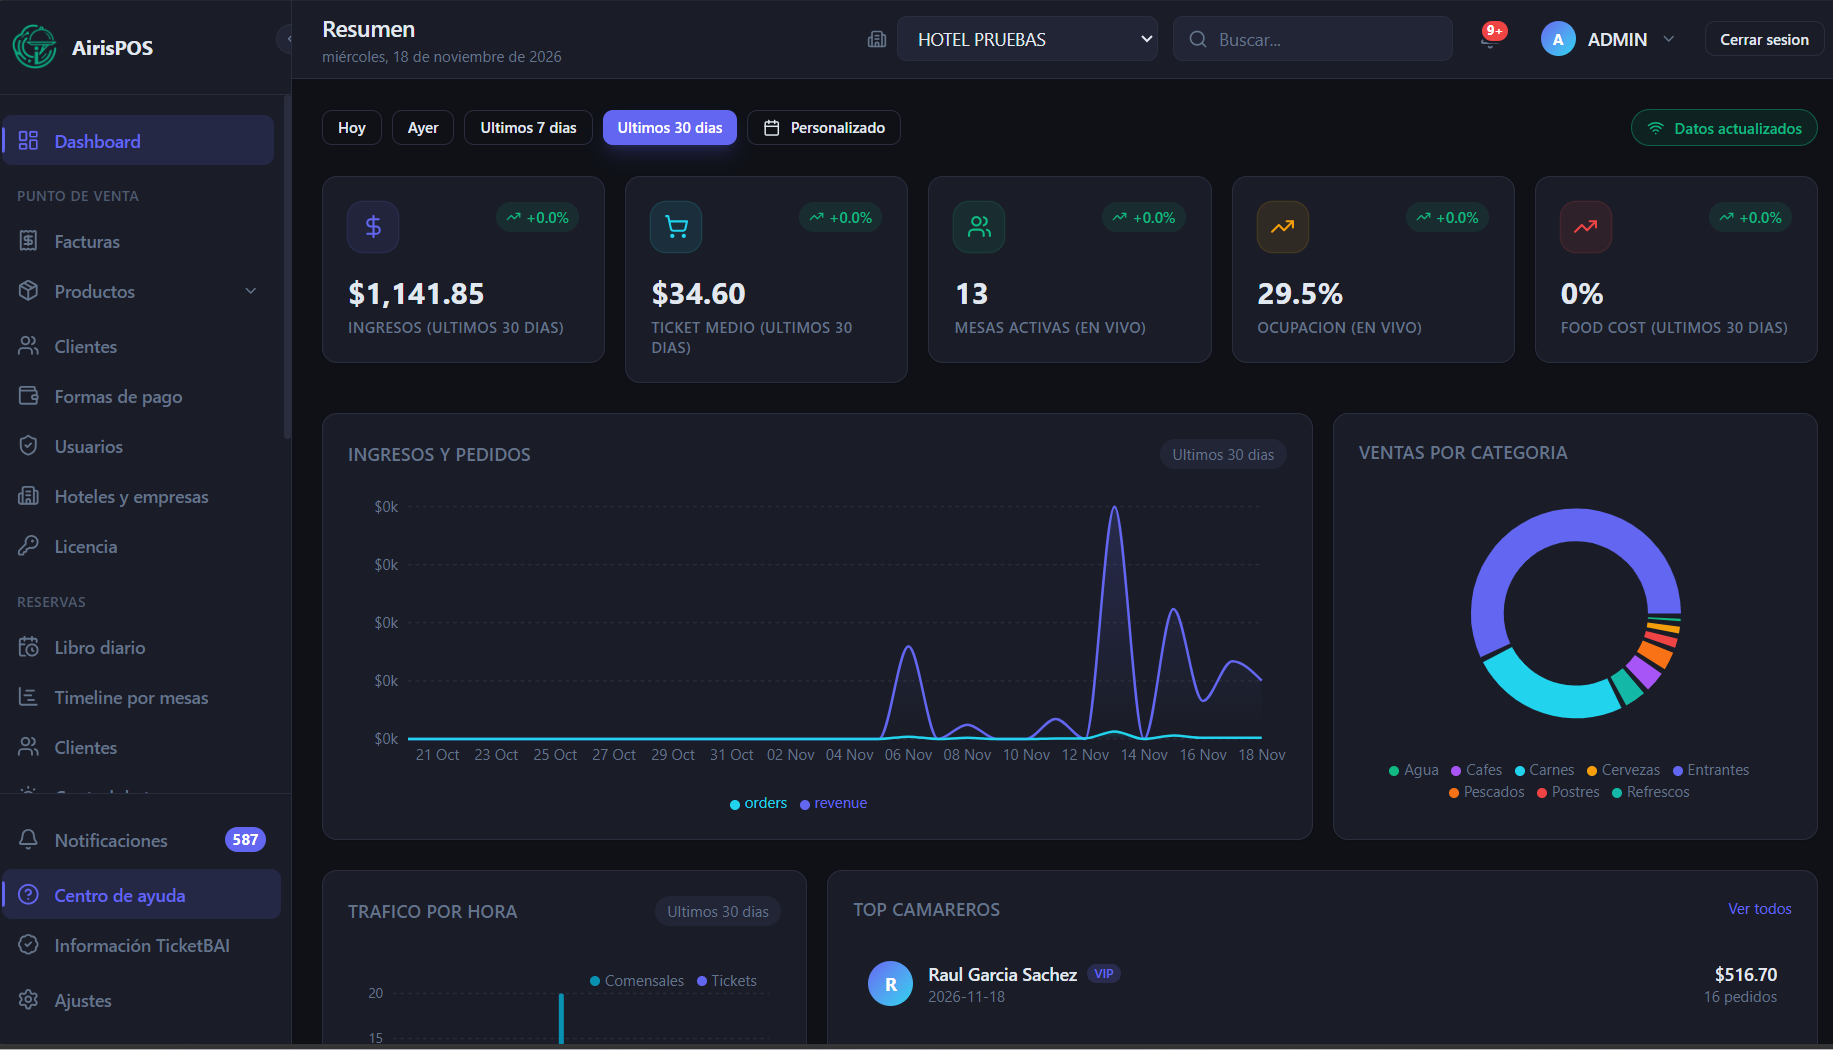 AirisPOS
Resumen
miércoles, 18 de noviembre de 2026
HOTEL PRUEBAS
Buscar...
9+
A
ADMIN
Cerrar sesion
Dashboard
PUNTO DE VENTA
Facturas
Productos
Clientes
Formas de pago
Usuarios
Hoteles y empresas
Licencia
RESERVAS
Libro diario
Timeline por mesas
Clientes
Notificaciones
587
Centro de ayuda
Información TicketBAI
Ajustes
Hoy
Ayer
Ultimos 7 dias
Ultimos 30 dias
Personalizado
Datos actualizados
+0.0%
$1,141.85
INGRESOS (ULTIMOS 30 DIAS)
+0.0%
$34.60
TICKET MEDIO (ULTIMOS 30
DIAS)
+0.0%
13
MESAS ACTIVAS (EN VIVO)
+0.0%
29.5%
OCUPACION (EN VIVO)
+0.0%
0%
FOOD COST (ULTIMOS 30 DIAS)
INGRESOS Y PEDIDOS
Ultimos 30 dias
$0k
$0k
$0k
$0k
$0k
21 Oct 23 Oct 25 Oct 27 Oct 29 Oct 31 Oct 02 Nov 04 Nov 06 Nov 08 Nov 10 Nov 12 Nov 14 Nov 16 Nov 18 Nov
orders revenue
VENTAS POR CATEGORIA
Agua Cafes Carnes Cervezas Entrantes
Pescados Postres Refrescos
TRAFICO POR HORA
Ultimos 30 dias
Comensales Tickets
20
15
TOP CAMAREROS
Ver todos
R
Raul Garcia Sachez VIP
2026-11-18
$516.70
16 pedidos